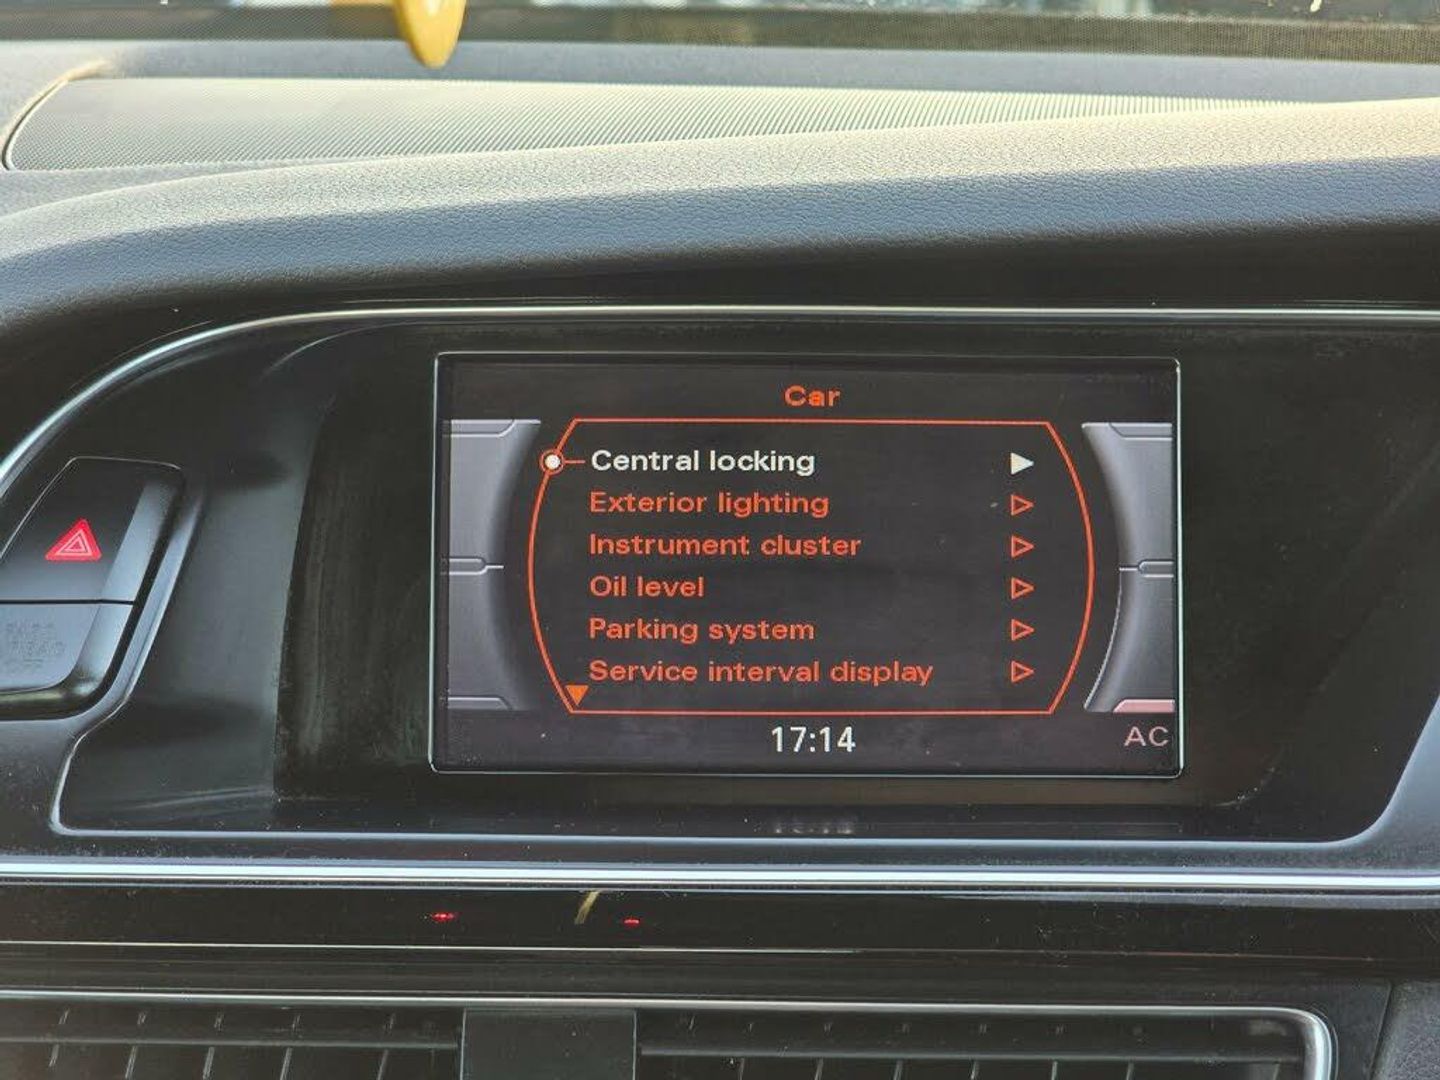 Car
Central locking
Exterior lighting
Instrument cluster
Oil level
Parking system
Service interval display
17:14
AC